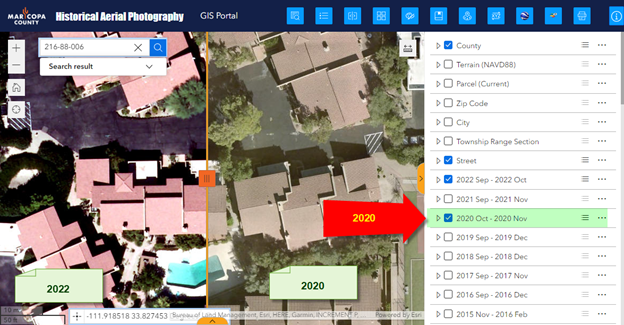 MARICOPA
COUNTY
Historical Aerial Photography
GIS Portal
216-88-006
Search result
County
Terrain (NAVD88)
Parcel (Current)
Zip Code
City
Township Range Section
Street
2022 Sep - 2022 Oct
2021 Sep - 2021 Nov
2020 Oct - 2020 Nov
2019 Sep - 2019 Dec
2018 Sep - 2018 Dec
2017 Sep - 2017 Nov
2016 Sep - 2016 Dec
2015 Nov - 2016 Feb
2020
2022
2020
-111.918518 33.827453
Bureau of Land Management, Esri, HERE, Garmin, INCREMENT P, ...
Powered by Esri